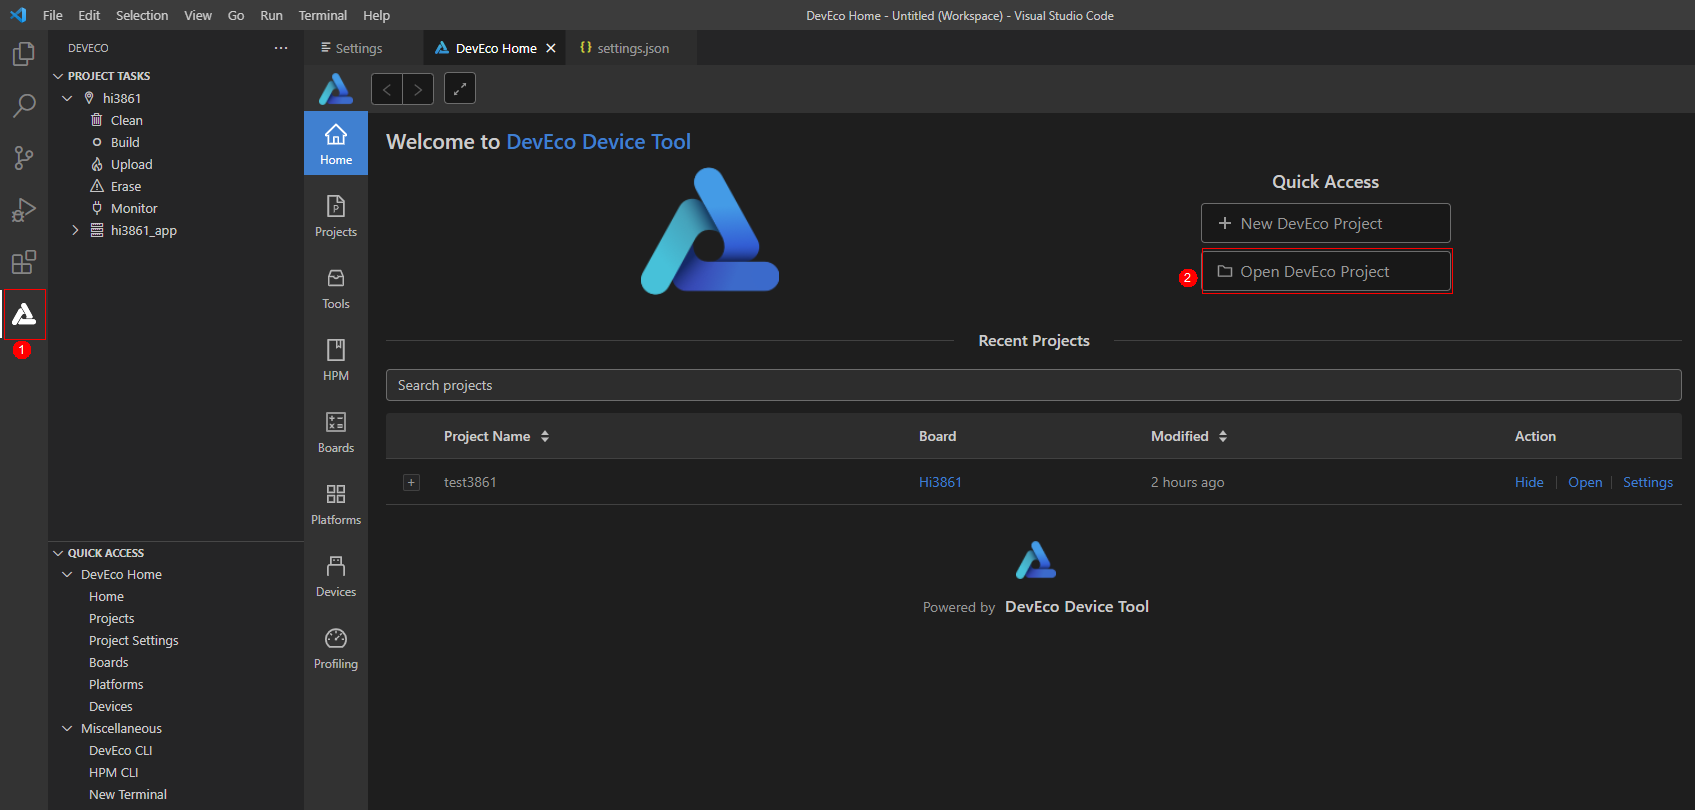 File Edit Selection View Go Run Terminal Help DevEco Home - Untitled (Workspace) - Visual Studio Code
DEVECO ···
PROJECT TASKS
hi3861
Clean
Build
Upload
Erase
Monitor
hi3861_app
1
QUICK ACCESS
DevEco Home
Home
Projects
Project Settings
Boards
Platforms
Devices
Miscellaneous
DevEco CLI
HPM CLI
New Terminal
Settings DevEco Home {} settings.json
Home
Projects
Tools
HPM
Boards
Platforms
Devices
Profiling
Welcome to DevEco Device Tool
Quick Access
New DevEco Project
2 Open DevEco Project
Recent Projects
Search projects
Project Name Board Modified Action
test3861 Hi3861 2 hours ago Hide | Open | Settings
Powered by DevEco Device Tool